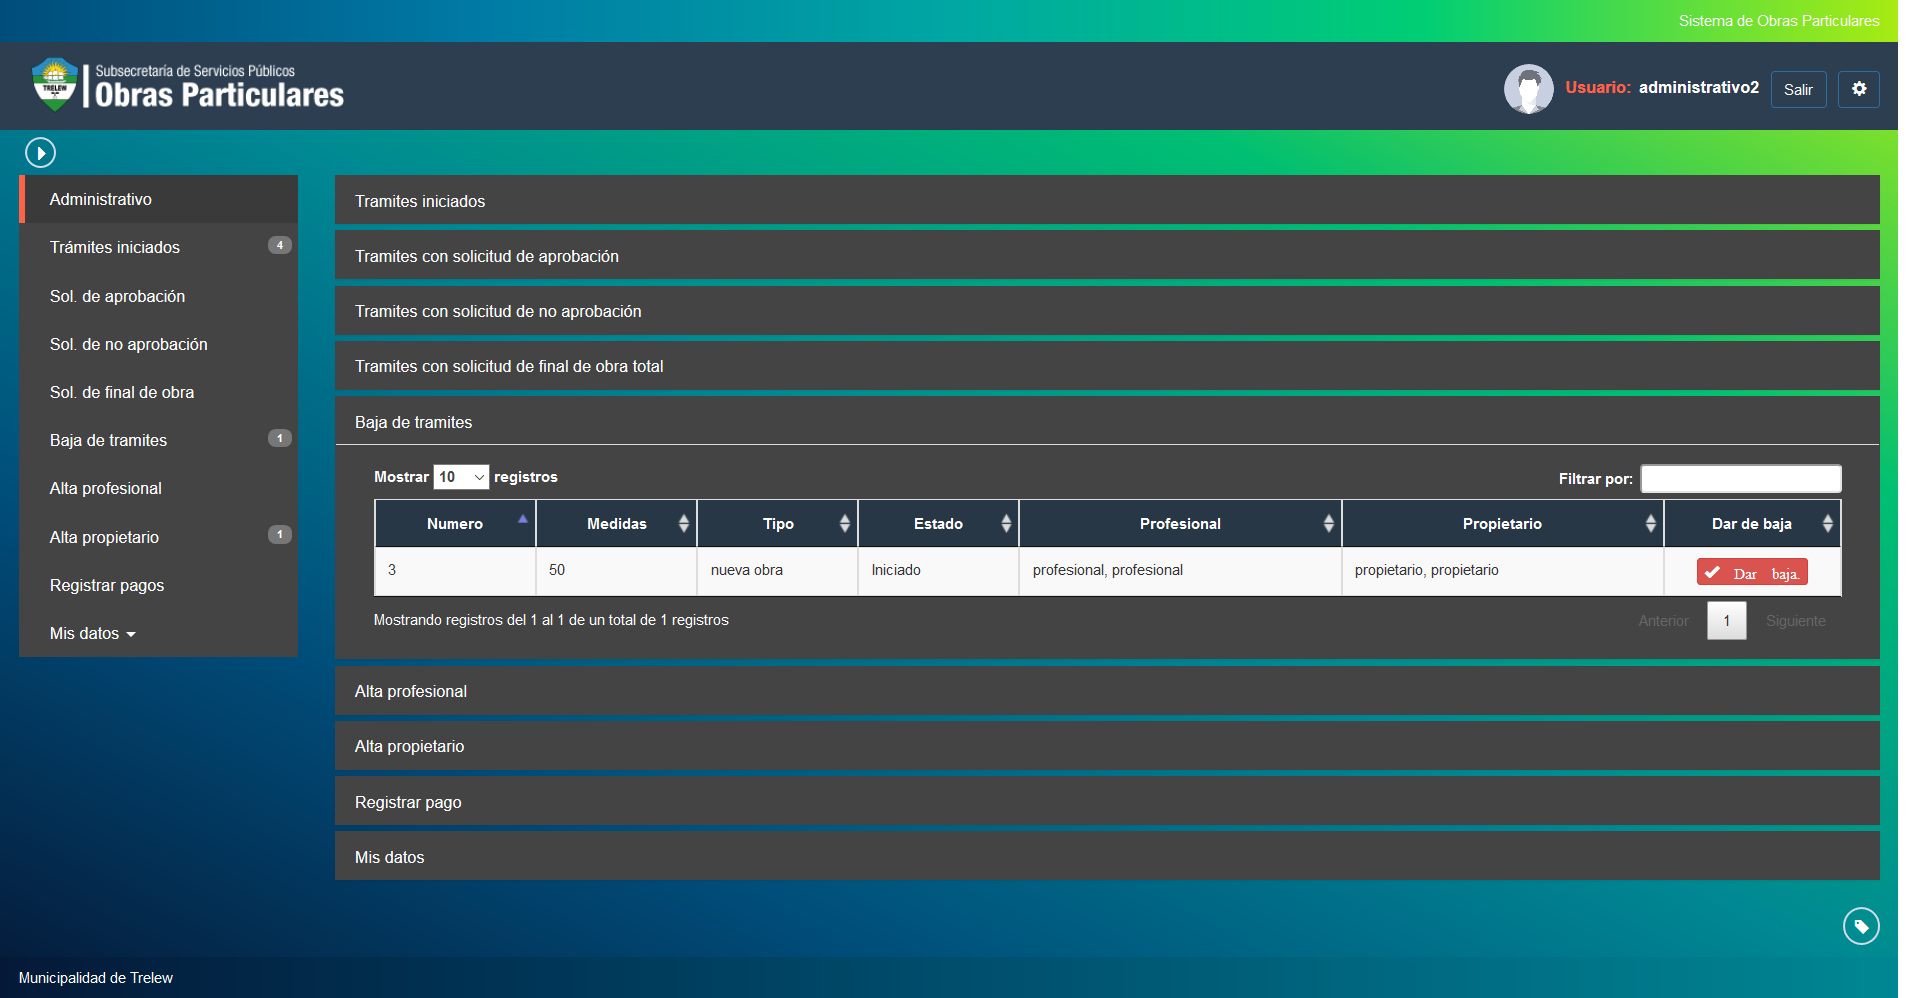 Sistema de Obras Particulares
TRELEW
Subsecretaría de Servicios Públicos
Obras Particulares
Usuario: administrativo2
Salir
Administrativo
Trámites iniciados 4
Sol. de aprobación
Sol. de no aprobación
Sol. de final de obra
Baja de tramites 1
Alta profesional
Alta propietario 1
Registrar pagos
Mis datos
Tramites iniciados
Tramites con solicitud de aprobación
Tramites con solicitud de no aprobación
Tramites con solicitud de final de obra total
Baja de tramites
Mostrar 10 registros
Filtrar por:
Numero Medidas Tipo Estado Profesional Propietario Dar de baja
3 50 nueva obra Iniciado profesional, profesional propietario, propietario Dar baja.
Mostrando registros del 1 al 1 de un total de 1 registros
Anterior 1 Siguiente
Alta profesional
Alta propietario
Registrar pago
Mis datos
Municipalidad de Trelew